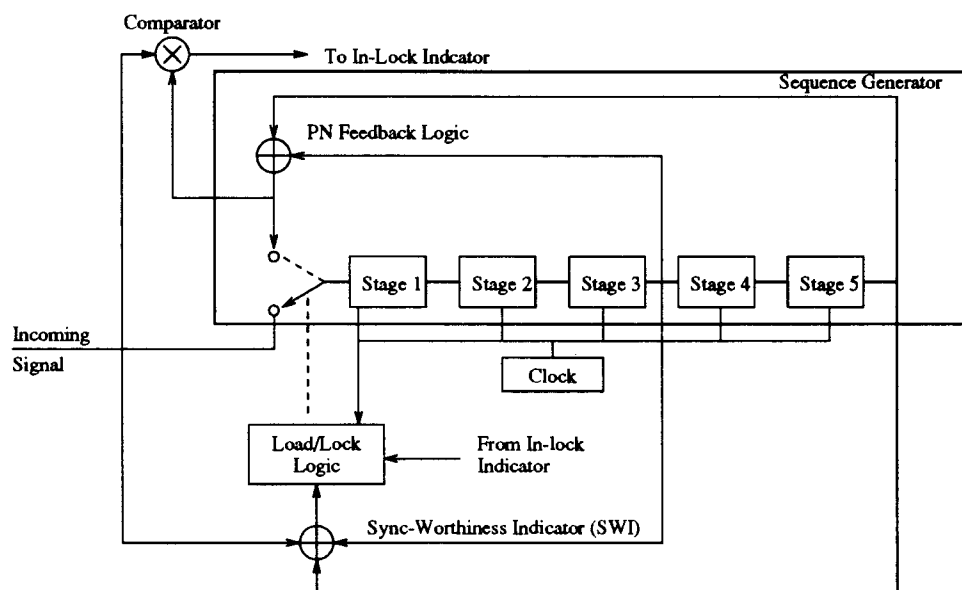 Comparator
To In-Lock Indcator
Sequence Generator
PN Feedback Logic
Stage 1
Stage 2
Stage 3
Stage 4
Stage 5
Incoming
Signal
Clock
Load/Lock
Logic
From In-lock
Indicator
Sync-Worthiness Indicator (SWI)